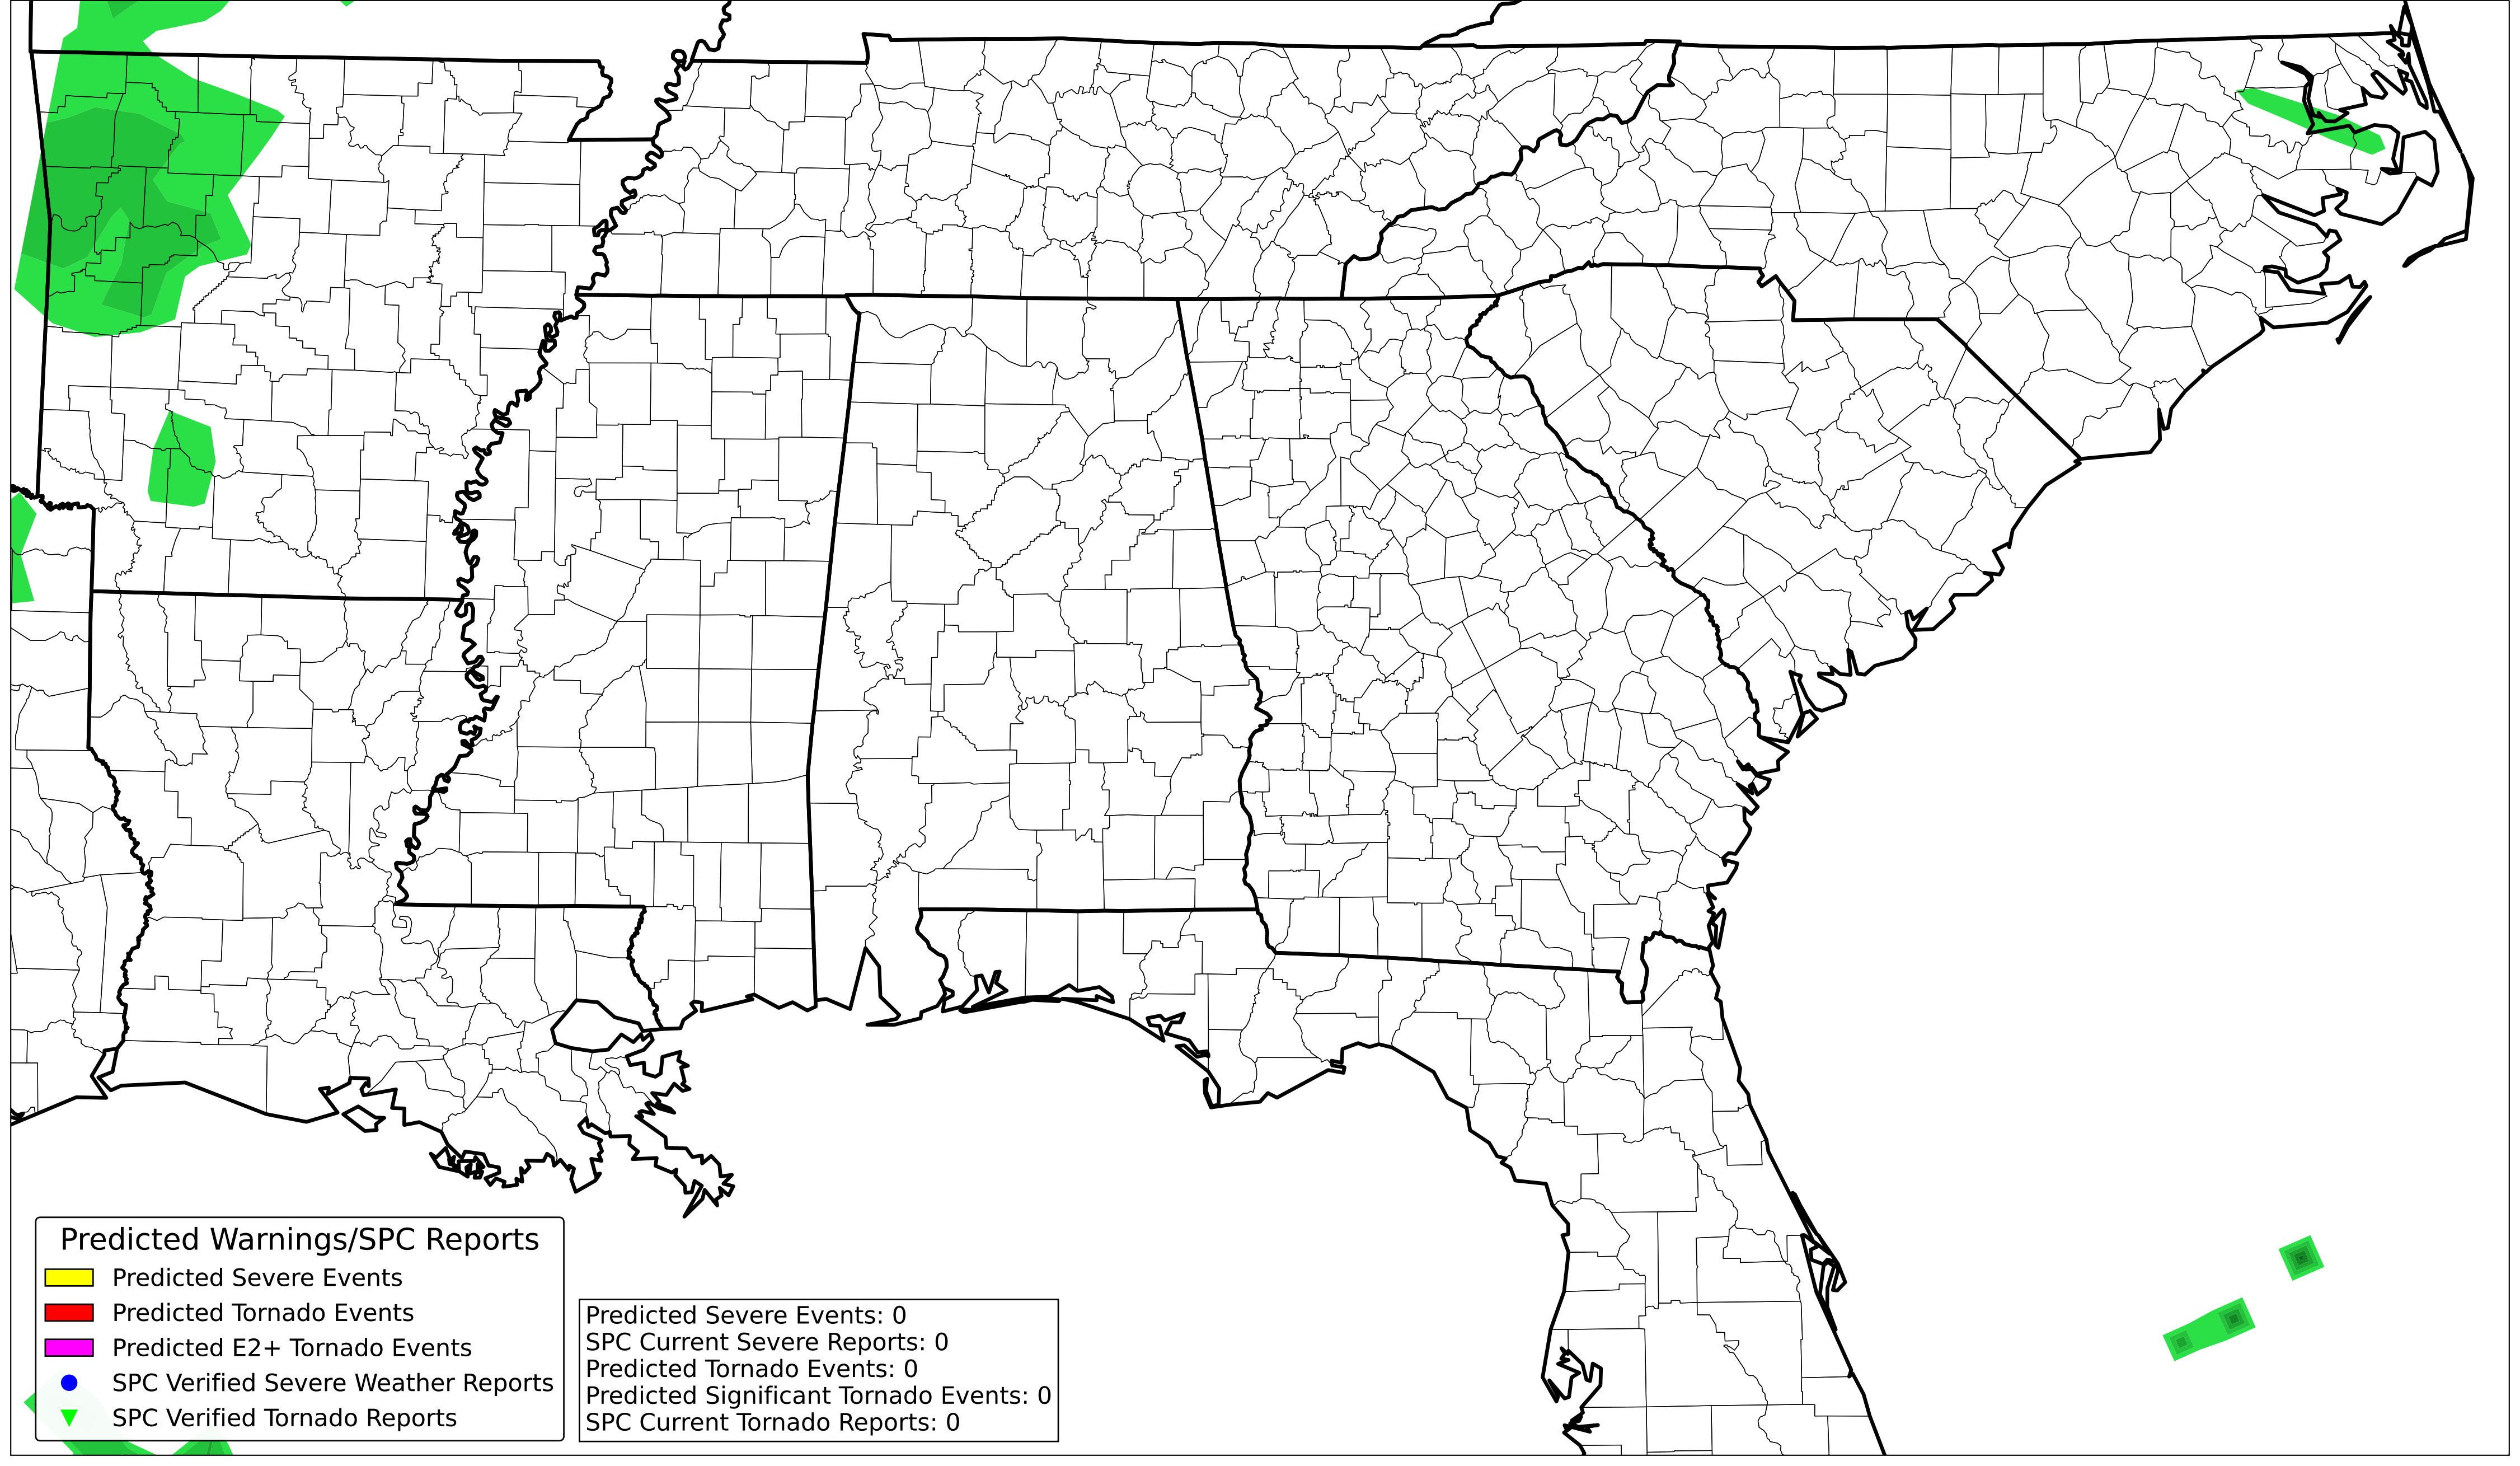 Predicted Warnings/SPC Reports
Predicted Severe Events
Predicted Tornado Events
Predicted E2+ Tornado Events
SPC Verified Severe Weather Reports
SPC Verified Tornado Reports
Predicted Severe Events: 0
SPC Current Severe Reports: 0
Predicted Tornado Events: 0
Predicted Significant Tornado Events: 0
SPC Current Tornado Reports: 0